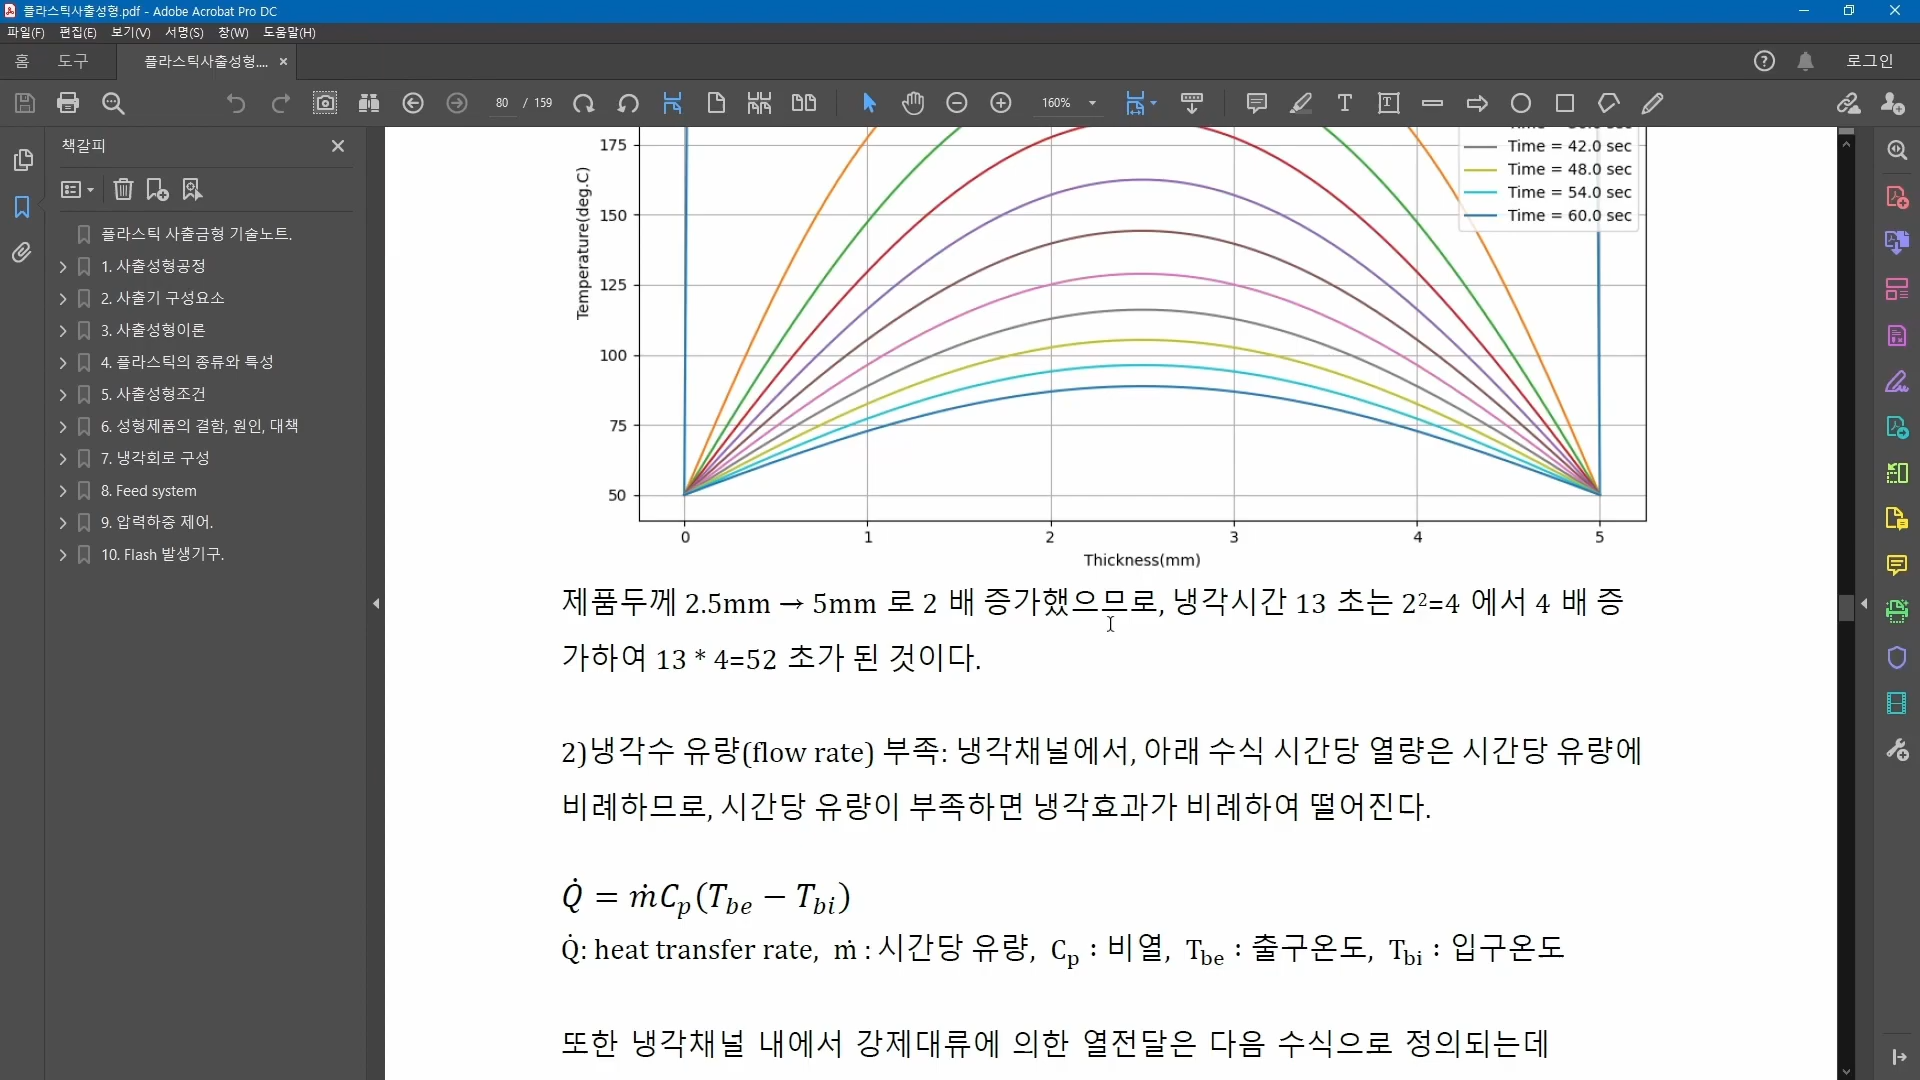 플라스틱사출성형.pdf - Adobe Acrobat Pro DC
파일(F) 편집(E) 보기(V) 서명(S) 창(W) 도움말(H)
홈 도구 플라스틱사출성형.... × 로그인
80 / 159 160%
책갈피
플라스틱 사출금형 기술노트.
1. 사출성형공정
2. 사출기 구성요소
3. 사출성형이론
4. 플라스틱의 종류와 특성
5. 사출성형조건
6. 성형제품의 결함, 원인, 대책
7. 냉각회로 구성
8. Feed system
9. 압력하중 제어.
10. Flash 발생기구.
Time = 42.0 sec
Time = 48.0 sec
Time = 54.0 sec
Time = 60.0 sec
Temperature(deg.C)
175
150
125
100
75
50
0 1 2 3 4 5
Thickness(mm)
제품두께 2.5mm → 5mm 로 2 배 증가했으므로, 냉각시간 13 초는 2²=4 에서 4 배 증
가하여 13 * 4=52 초가 된 것이다.
2)냉각수 유량(flow rate) 부족: 냉각채널에서, 아래 수식 시간당 열량은 시간당 유량에
비례하므로, 시간당 유량이 부족하면 냉각효과가 비례하여 떨어진다.
Q̇ = ṁC_p(T_be − T_bi)
Q̇: heat transfer rate, ṁ : 시간당 유량, C_p : 비열, T_be : 출구온도, T_bi : 입구온도
또한 냉각채널 내에서 강제대류에 의한 열전달은 다음 수식으로 정의되는데